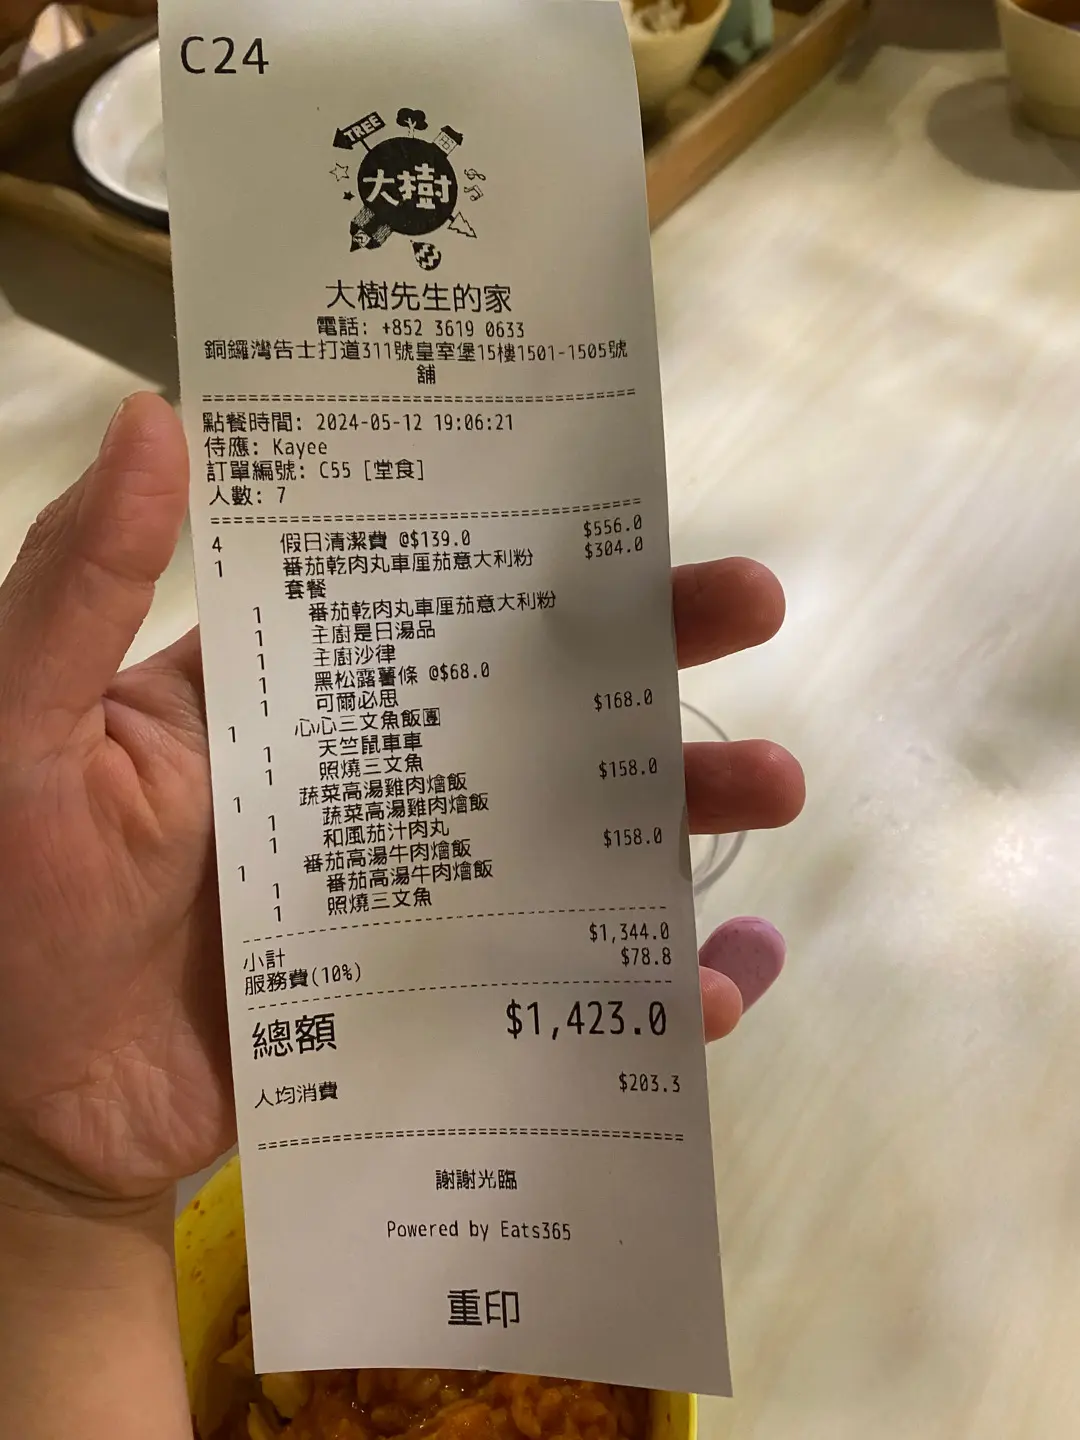 C24
TREE
大樹
大樹先生的家
電話: +852 3619 0633
銅鑼灣告士打道311號皇室堡15樓1501-1505號
舖
點餐時間: 2024-05-12 19:06:21
侍應: Kayee
訂單編號: C55 [堂食]
人數: 7
4 假日清潔費 @$139.0 $556.0
1 番茄乾肉丸車厘茄意大利粉 $304.0
套餐
1 番茄乾肉丸車厘茄意大利粉
1 主廚是日湯品
1 主廚沙律
1 黑松露薯條 @$68.0
1 可爾必思
1 心心三文魚飯團 $168.0
1 天竺鼠車車
1 照燒三文魚
1 蔬菜高湯雞肉燴飯 $158.0
1 蔬菜高湯雞肉燴飯
1 和風茄汁肉丸
1 番茄高湯牛肉燴飯 $158.0
1 番茄高湯牛肉燴飯
1 照燒三文魚
小計 $1,344.0
服務費(10%) $78.8
總額 $1,423.0
人均消費 $203.3
謝謝光臨
Powered by Eats365
重印